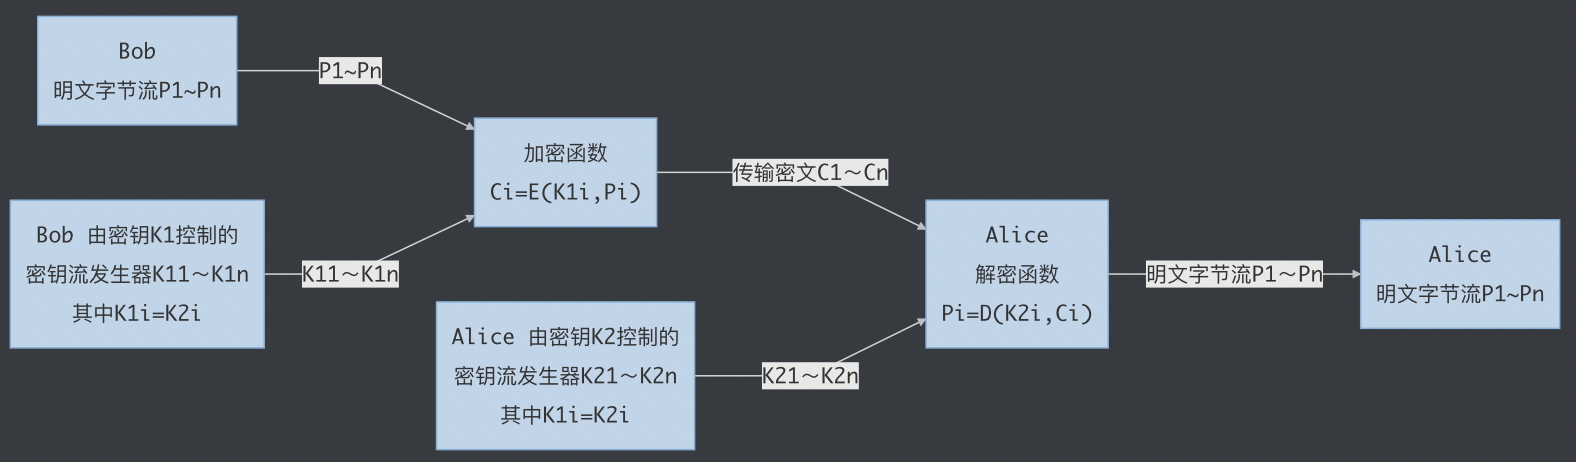 Bob
明文字节流P1~Pn
P1~Pn
Bob 由密钥K1控制的
密钥流发生器K11～K1n
其中K1i=K2i
K11～K1n
加密函数
Ci=E(K1i,Pi)
传输密文C1～Cn
Alice 由密钥K2控制的
密钥流发生器K21～K2n
其中K1i=K2i
K21～K2n
Alice
解密函数
Pi=D(K2i,Ci)
明文字节流P1～Pn
Alice
明文字节流P1~Pn